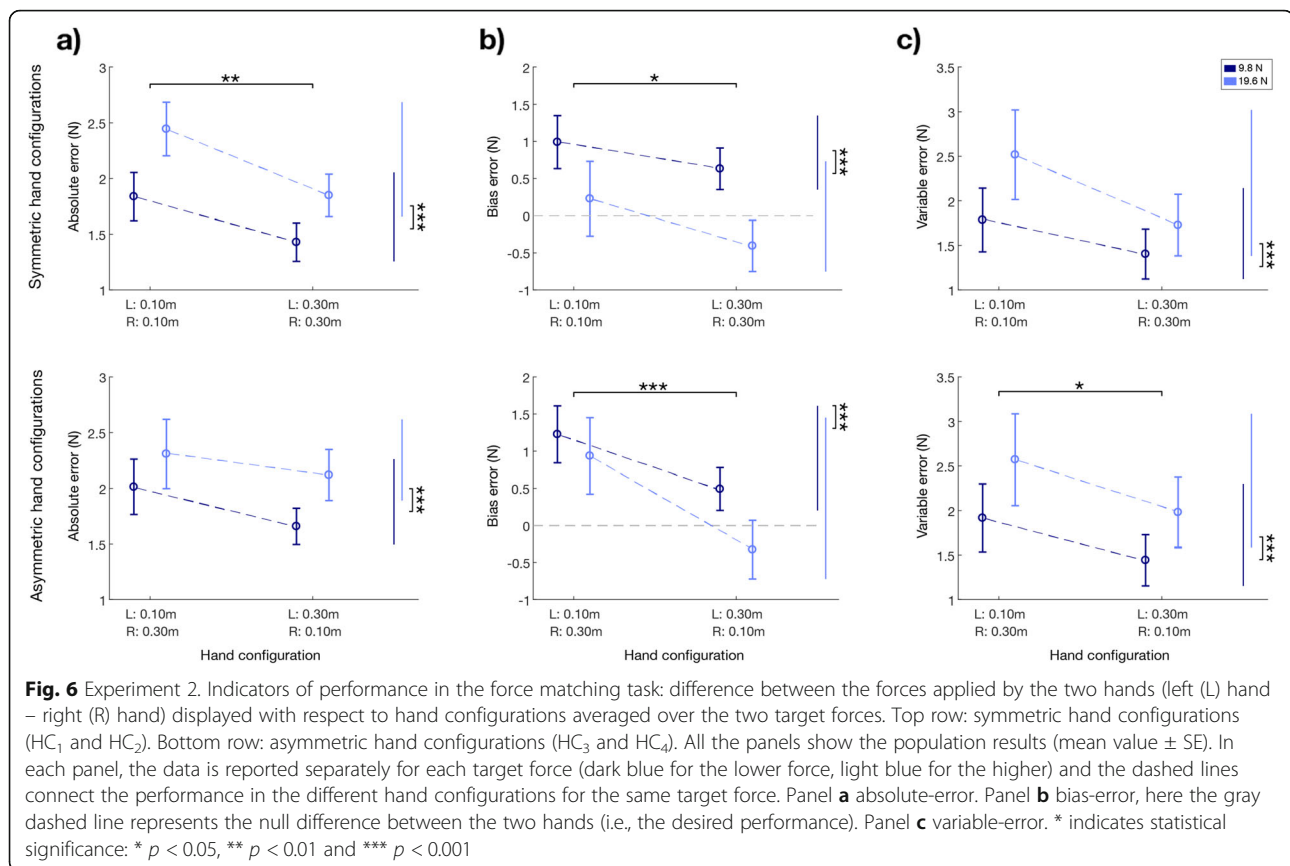 a)
b)
c)
Symmetric hand configurations
Absolute error (N)
3
2.5
2
1.5
1
**
***
L: 0.10m
R: 0.10m
L: 0.30m
R: 0.30m
Bias error (N)
2
1.5
1
0.5
0
-0.5
-1
*
***
L: 0.10m
R: 0.10m
L: 0.30m
R: 0.30m
Variable error (N)
3.5
3
2.5
2
1.5
1
9.8 N
19.6 N
***
L: 0.10m
R: 0.10m
L: 0.30m
R: 0.30m
Asymmetric hand configurations
Absolute error (N)
3
2.5
2
1.5
1
***
L: 0.10m
R: 0.30m
L: 0.30m
R: 0.10m
Hand configuration
Bias error (N)
2
1.5
1
0.5
0
-0.5
-1
***
***
L: 0.10m
R: 0.30m
L: 0.30m
R: 0.10m
Hand configuration
Variable error (N)
3.5
3
2.5
2
1.5
1
*
***
L: 0.10m
R: 0.30m
L: 0.30m
R: 0.10m
Hand configuration
Fig. 6 Experiment 2. Indicators of performance in the force matching task: difference between the forces applied by the two hands (left (L) hand
– right (R) hand) displayed with respect to hand configurations averaged over the two target forces. Top row: symmetric hand configurations
(HC₁ and HC₂). Bottom row: asymmetric hand configurations (HC₃ and HC₄). All the panels show the population results (mean value ± SE). In
each panel, the data is reported separately for each target force (dark blue for the lower force, light blue for the higher) and the dashed lines
connect the performance in the different hand configurations for the same target force. Panel a absolute-error. Panel b bias-error, here the gray
dashed line represents the null difference between the two hands (i.e., the desired performance). Panel c variable-error. * indicates statistical
significance: * p < 0.05, ** p < 0.01 and *** p < 0.001